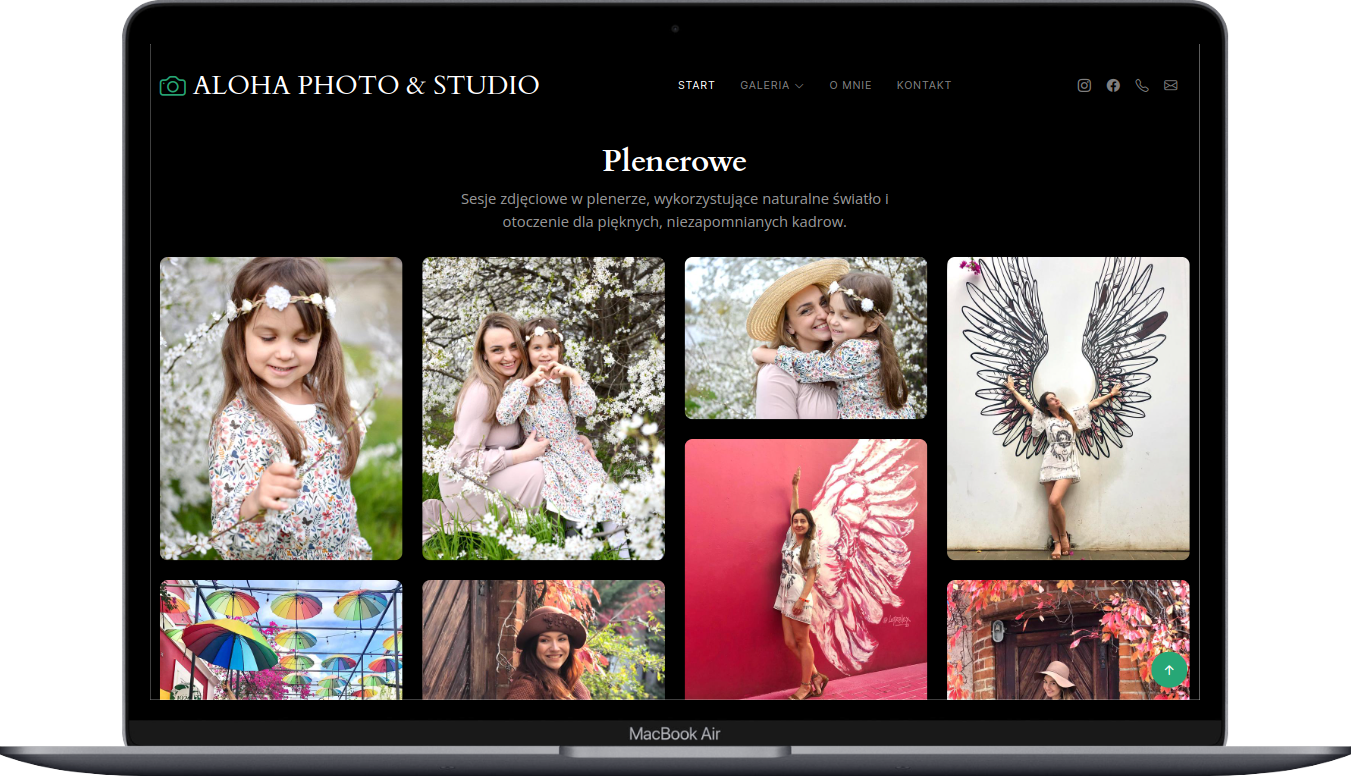 ALOHA PHOTO & STUDIO
START GALERIA O MNIE KONTAKT
Plenerowe
Sesje zdjęciowe w plenerze, wykorzystujące naturalne światło i
otoczenie dla pięknych, niezapomnianych kadrow.
MacBook Air